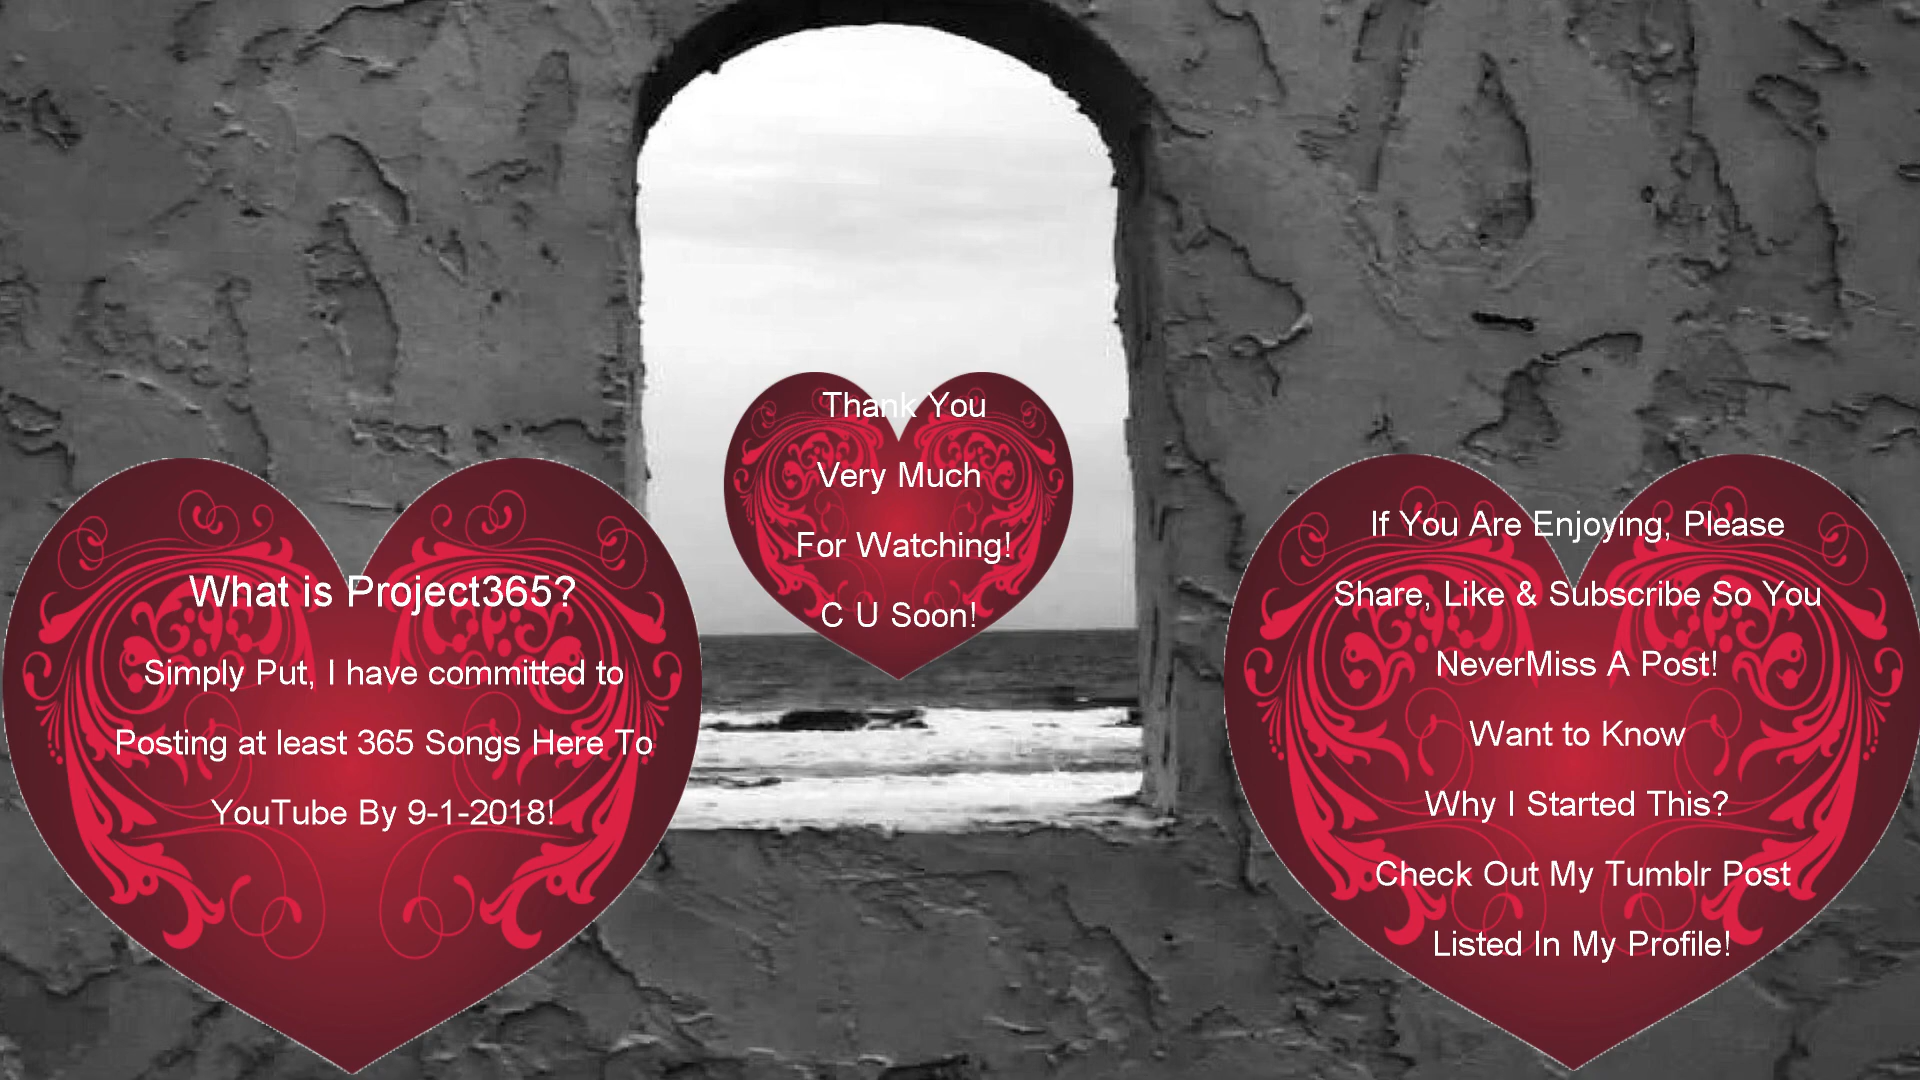 What is Project365?
Simply Put, I have committed to
Posting at least 365 Songs Here To
YouTube By 9-1-2018!
Thank You
Very Much
For Watching!
C U Soon!
If You Are Enjoying, Please
Share, Like & Subscribe So You
NeverMiss A Post!
Want to Know
Why I Started This?
Check Out My Tumblr Post
Listed In My Profile!